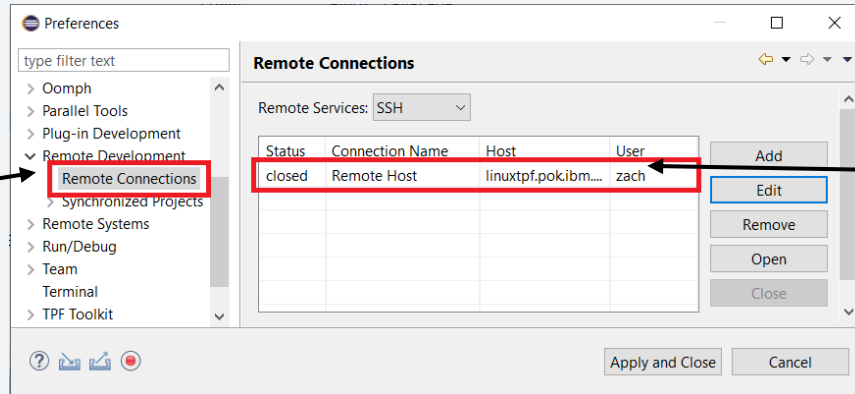 Preferences
type filter text
Remote Connections
Oomph
Parallel Tools
Plug-in Development
Remote Development
Remote Connections
Synchronized Projects
Remote Systems
Run/Debug
Team
Terminal
TPF Toolkit
Remote Services: SSH
Status Connection Name Host User
closed Remote Host linuxtpf.pok.ibm.... zach
Add
Edit
Remove
Open
Close
Apply and Close Cancel